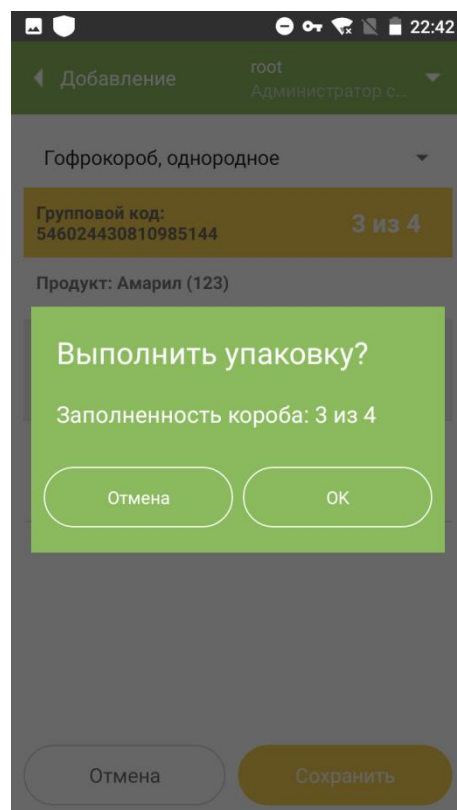 22:42
Добавление
root
Администратор с...
Гофрокороб, однородное
Групповой код:
546024430810985144
3 из 4
Продукт: Амарил (123)
Выполнить упаковку?
Заполненность короба: 3 из 4
Отмена
OK
Отмена
Сохранить